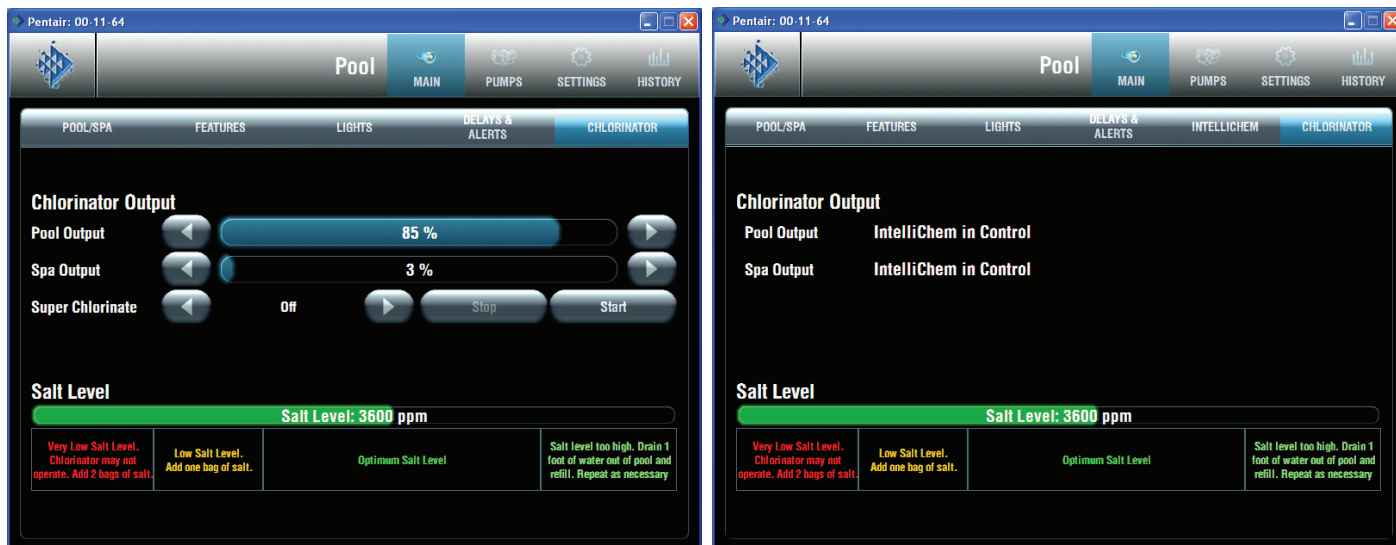 Pentair: 00-11-64
Pool
MAIN
PUMPS
SETTINGS
HISTORY
POOL/SPA
FEATURES
LIGHTS
DELAYS &
ALERTS
CHLORINATOR
Chlorinator Output
Pool Output
85 %
Spa Output
3 %
Super Chlorinate
Off
Stop
Start
Salt Level
Salt Level: 3600 ppm
Very Low Salt Level.
Chlorinator may not
operate. Add 2 bags of salt.
Low Salt Level.
Add one bag of salt.
Optimum Salt Level
Salt level too high. Drain 1
foot of water out of pool and
refill. Repeat as necessary
Pentair: 00-11-64
Pool
MAIN
PUMPS
SETTINGS
HISTORY
POOL/SPA
FEATURES
LIGHTS
DELAYS &
ALERTS
INTELLICHEM
CHLORINATOR
Chlorinator Output
Pool Output
IntelliChem in Control
Spa Output
IntelliChem in Control
Salt Level
Salt Level: 3600 ppm
Very Low Salt Level.
Chlorinator may not
operate. Add 2 bags of salt.
Low Salt Level.
Add one bag of salt.
Optimum Salt Level
Salt level too high. Drain 1
foot of water out of pool and
refill. Repeat as necessary